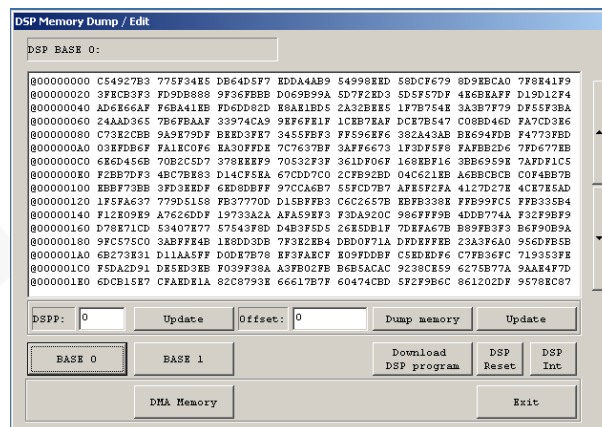 DSP Memory Dump / Edit
DSP BASE 0:
@00000000 C54927B3 775F34E5 DB64D5F7 EDDA4AB9 54998EED 58DCF679 8D9EBCA0 7F8E41F9
@00000020 3FECB3F3 FD9DB888 9F36FBBB D069B99A 5D7F2ED3 5D5F57DF 4E6BEAFF D19D12F4
@00000040 AD6E66AF F6BA41EB FD6DD82D E8AE1BD5 2A32BEE5 1F7B754E 3A3B7F79 DF55F3BA
@00000060 24AAD365 7B6FBAAF 33974CA9 9EF6FE1F 1CEB7EAF DCE7B547 C08BD46D FA7CD3E6
@00000080 C73E2CBB 9A9E79DF BEED3FE7 3455FBF3 FF596EF6 382A43AB BE694FDB F4773FBD
@000000A0 03EFDB6F FA1EC0F6 EA30FFDE 7C7637BF 3AFF6673 1F3DF5F8 FAFBB2D6 7FD677EB
@000000C0 6E6D456B 70B2C5D7 378EEEF9 70532F3F 361DF06F 168EBF16 3BB6959E 7AFDF1C5
@000000E0 F2BB7DF3 4BC7BE83 D14CF5EA 67CDD7C0 2CFB92BD 04C621EB A6BBCBCB C0F4BB7B
@00000100 EBBF73BB 3FD3EEDF 6ED8DBFF 97CCA6B7 55FCD7B7 AFE5F2FA 4127D27E 4CE7E5AD
@00000120 1F5FA637 779D5158 FB37770D D15BFFB3 C6C2657B EBFB338E FFB99FC5 FFB335B4
@00000140 F12E09E9 A7626DDF 19733A2A AFA59EF3 F3DA920C 986FFF9B 4DDB774A F32F9BF9
@00000160 D78E71CD 53407E77 57543F8D D4B3F5D5 26E5DB1F 7DEFA67B B89FB3F3 B6F90B9A
@00000180 9FC575C0 3ABFFE4B 1E8DD3DB 7F3E2EB4 DBD0F71A DFDEFFEB 23A3F6A0 956DFB5B
@000001A0 6B273E31 D11AA5FF D0DE7B78 EF3FAECF E09FDDBF C5EDEDF6 C7FB36FC 719353FE
@000001C0 F5DA2D91 DE5ED3EB F039F38A A3FB02FB B6B5ACAC 9238CE59 6275B77A 9AAE4F7D
@000001E0 6DCB15E7 CFAEDE1A 82C8793E 66617B7F 60474CBD 5F2F9B6C 861202DF 9578EC87
DSPP: 0 Update Offset: 0 Dump memory Update
BASE 0 BASE 1 Download DSP program DSP Reset DSP Int
DMA Memory Exit